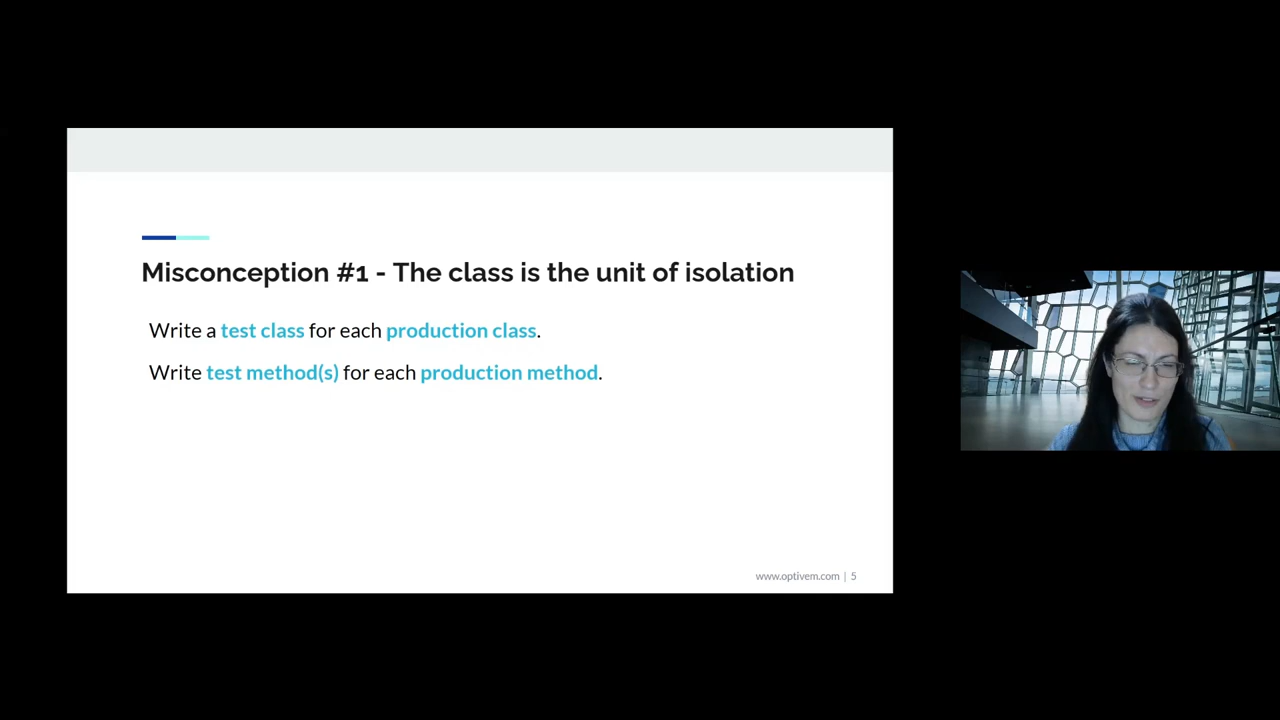 Misconception #1 - The class is the unit of isolation
Write a test class for each production class.
Write test method(s) for each production method.
www.optivem.com | 5